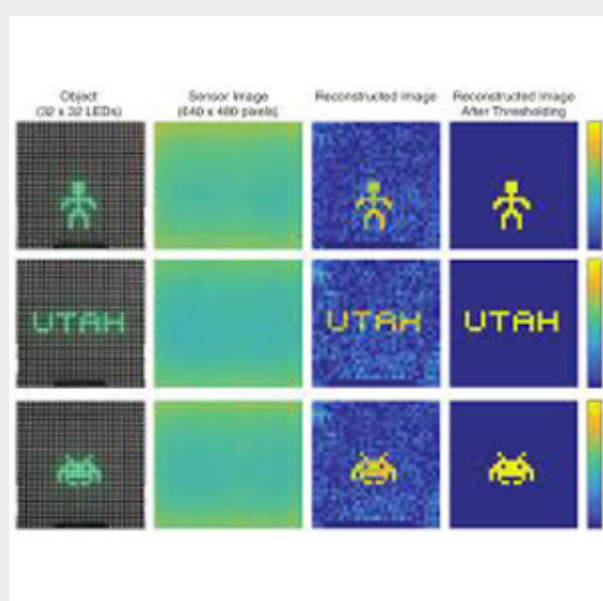 Object
(32 x 32 LEDs)
Sensor Image
(640 x 480 pixels)
Reconstructed Image
Reconstructed Image
After Thresholding
UTAH
UTAH
UTAH